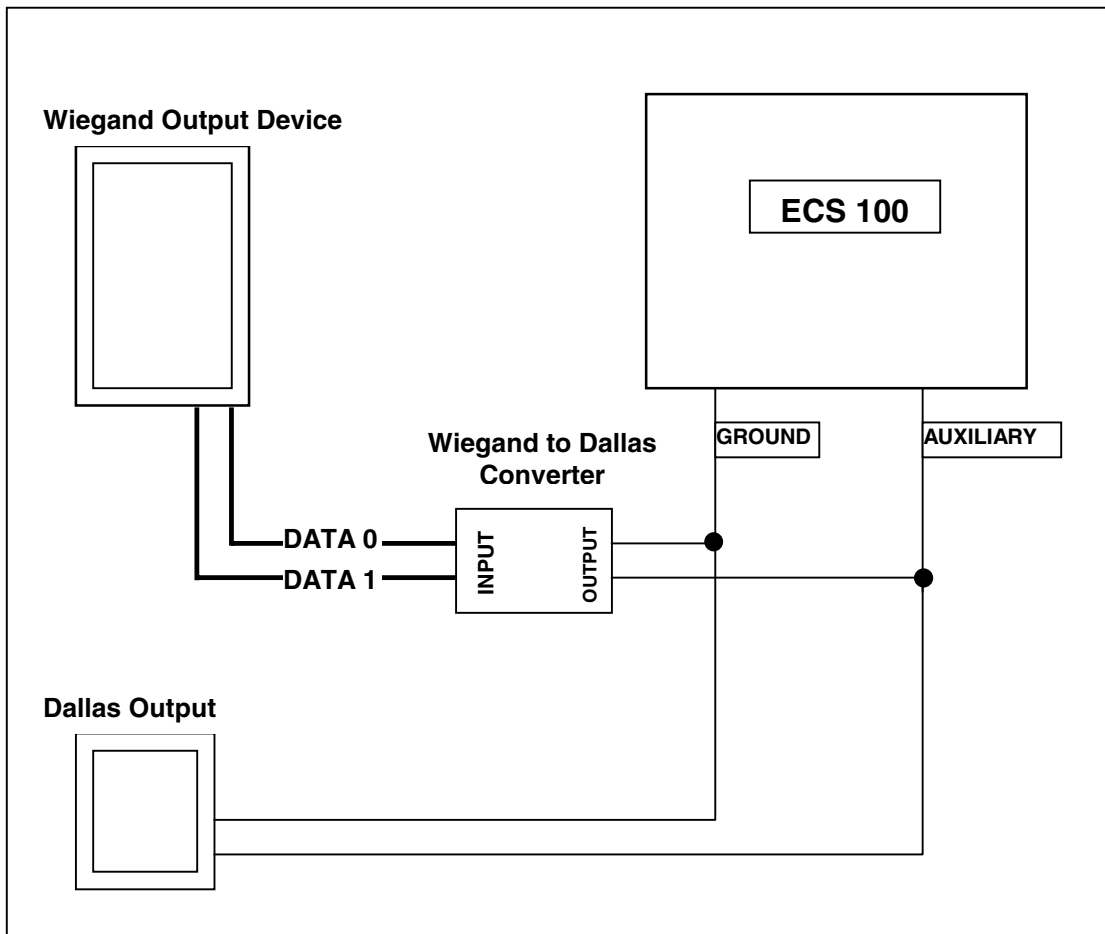 Wiegand Output Device
ECS 100
GROUND
AUXILIARY
Wiegand to Dallas
Converter
DATA 0
DATA 1
INPUT
OUTPUT
Dallas Output